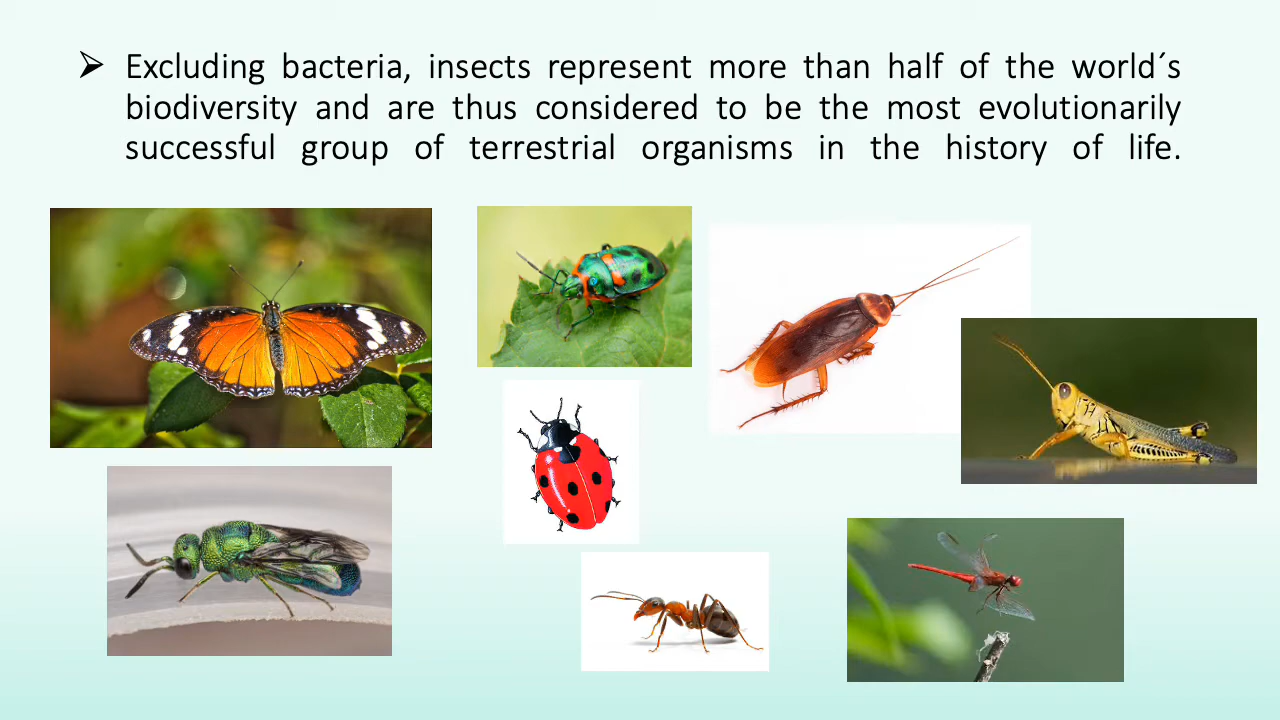 ➢ Excluding bacteria, insects represent more than half of the world´s
biodiversity and are thus considered to be the most evolutionarily
successful group of terrestrial organisms in the history of life.